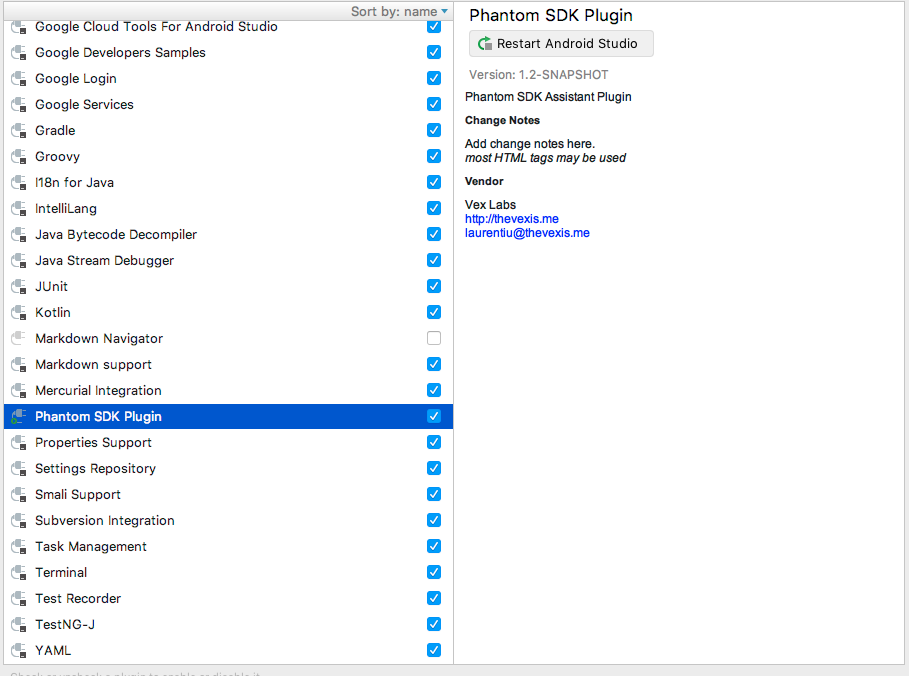 Sort by: name
Google Cloud Tools For Android Studio
Google Developers Samples
Google Login
Google Services
Gradle
Groovy
I18n for Java
IntelliLang
Java Bytecode Decompiler
Java Stream Debugger
JUnit
Kotlin
Markdown Navigator
Markdown support
Mercurial Integration
Phantom SDK Plugin
Properties Support
Settings Repository
Smali Support
Subversion Integration
Task Management
Terminal
Test Recorder
TestNG-J
YAML
Phantom SDK Plugin
Restart Android Studio
Version: 1.2-SNAPSHOT
Phantom SDK Assistant Plugin
Change Notes
Add change notes here.
most HTML tags may be used
Vendor
Vex Labs
http://thevexis.me
laurentiu@thevexis.me